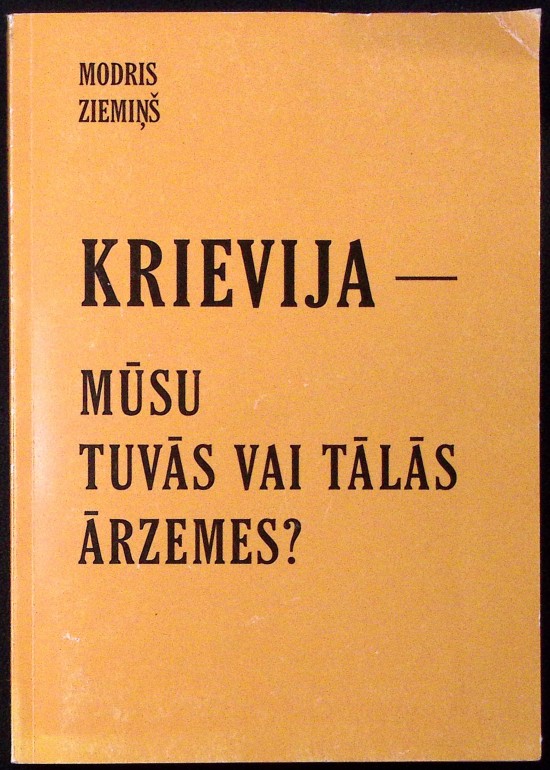 MODRIS
ZIEMIŅŠ
KRIEVIJA —
MŪSU
TUVĀS VAI TĀLĀS
ĀRZEMES?